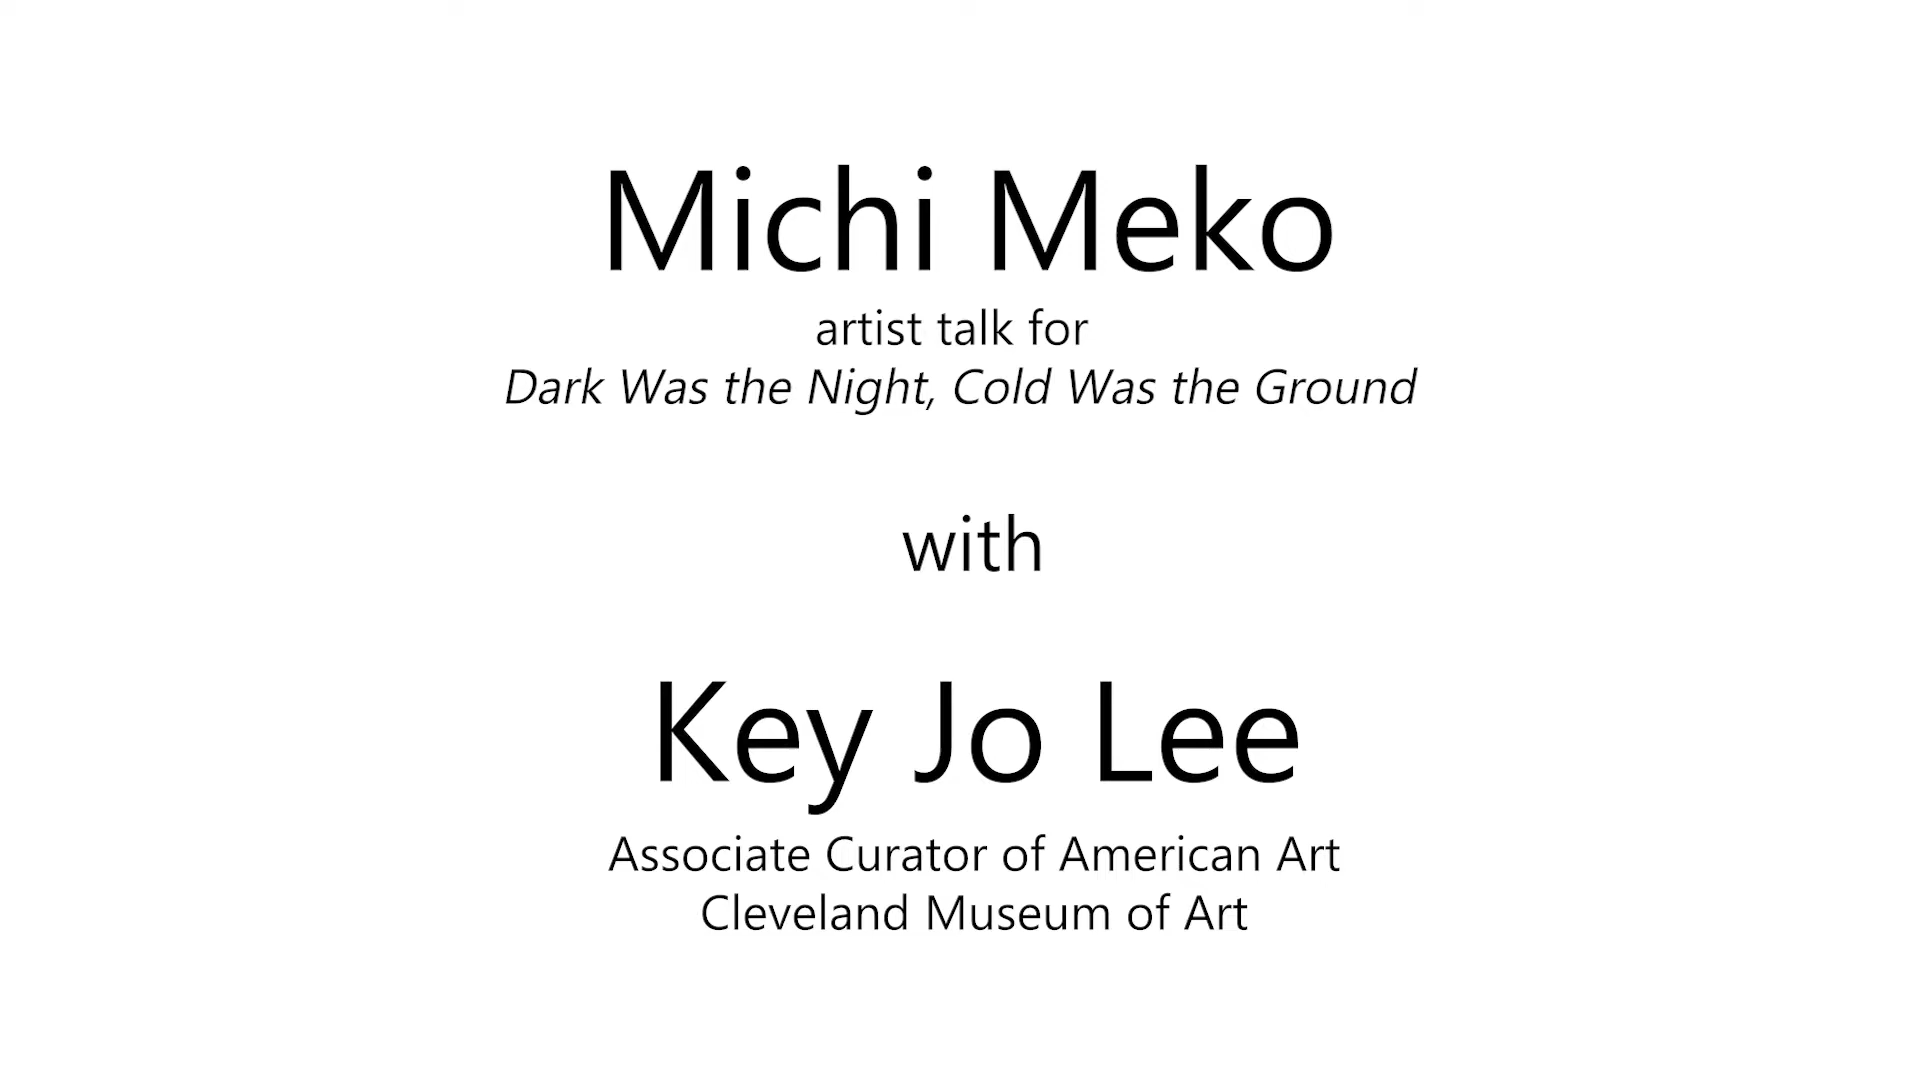 Michi Meko
artist talk for
Dark Was the Night, Cold Was the Ground
with
Key Jo Lee
Associate Curator of American Art
Cleveland Museum of Art